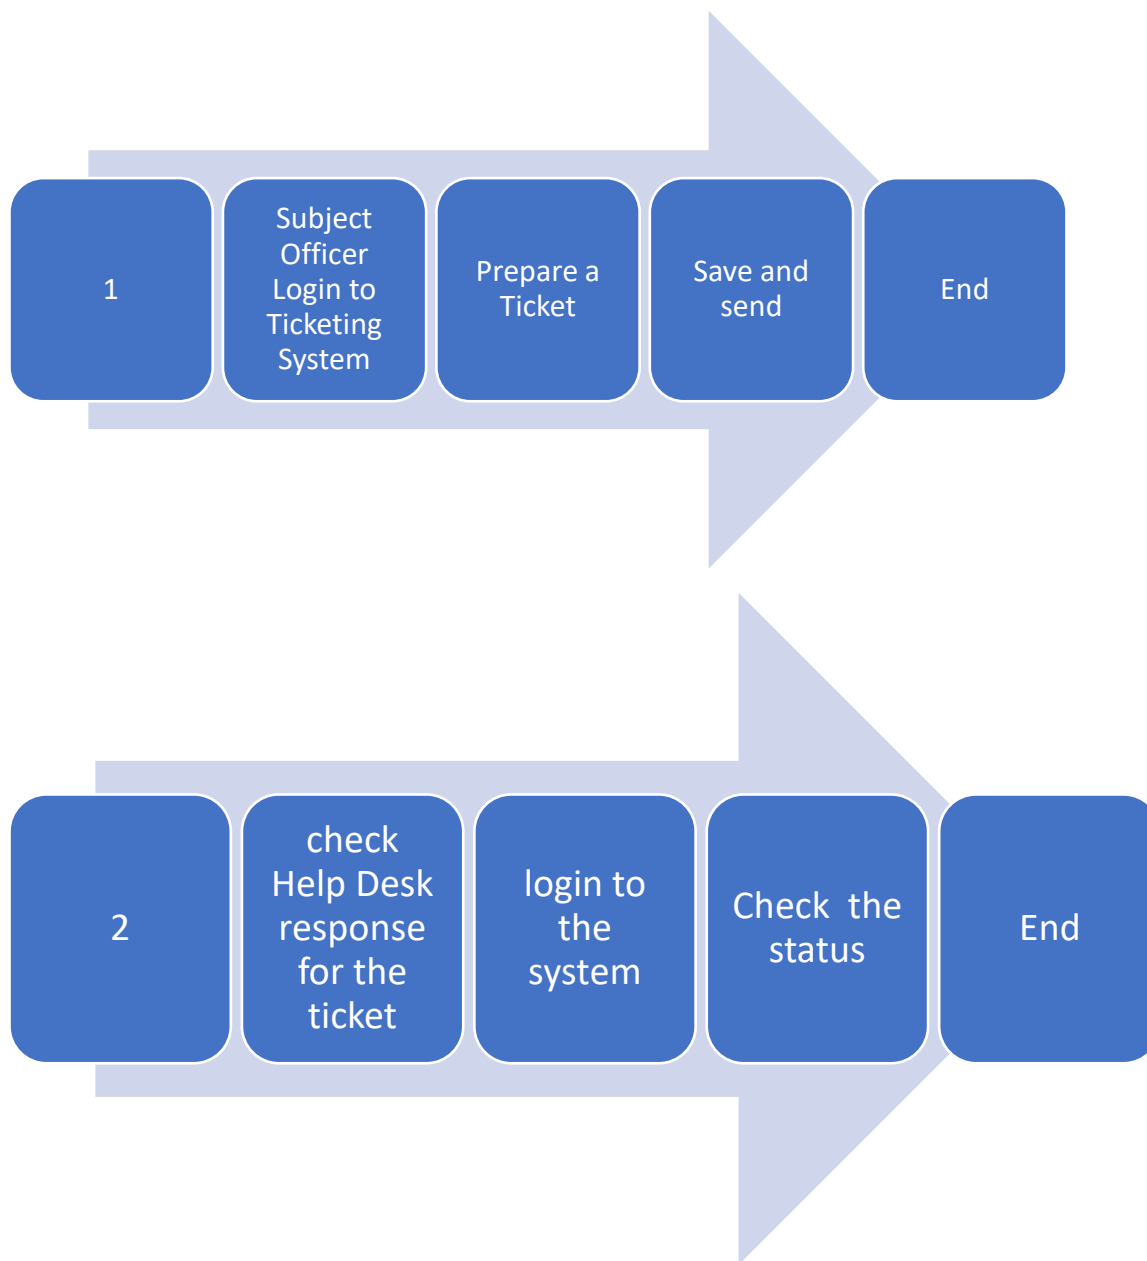 1
Subject
Officer
Login to
Ticketing
System
Prepare a
Ticket
Save and
send
End
2
check
Help Desk
response
for the
ticket
login to
the
system
Check  the
status
End